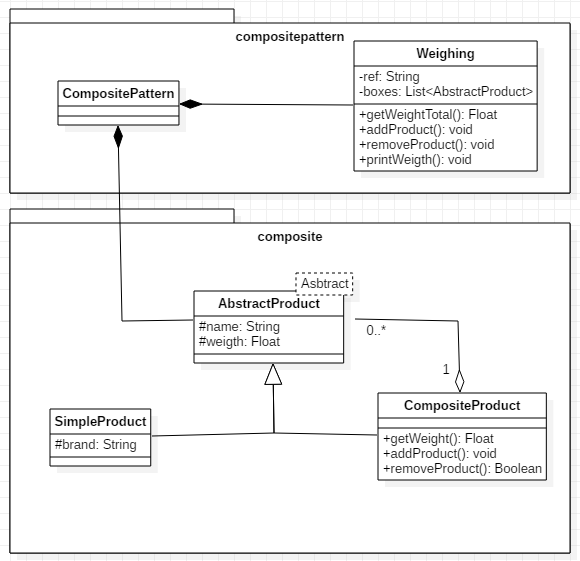 compositepattern
CompositePattern
Weighing
-ref: String
-boxes: List<AbstractProduct>
+getWeightTotal(): Float
+addProduct(): void
+removeProduct(): void
+printWeigth(): void
composite
Asbtract
AbstractProduct
#name: String
#weigth: Float
0..*
1
SimpleProduct
#brand: String
CompositeProduct
+getWeight(): Float
+addProduct(): void
+removeProduct(): Boolean